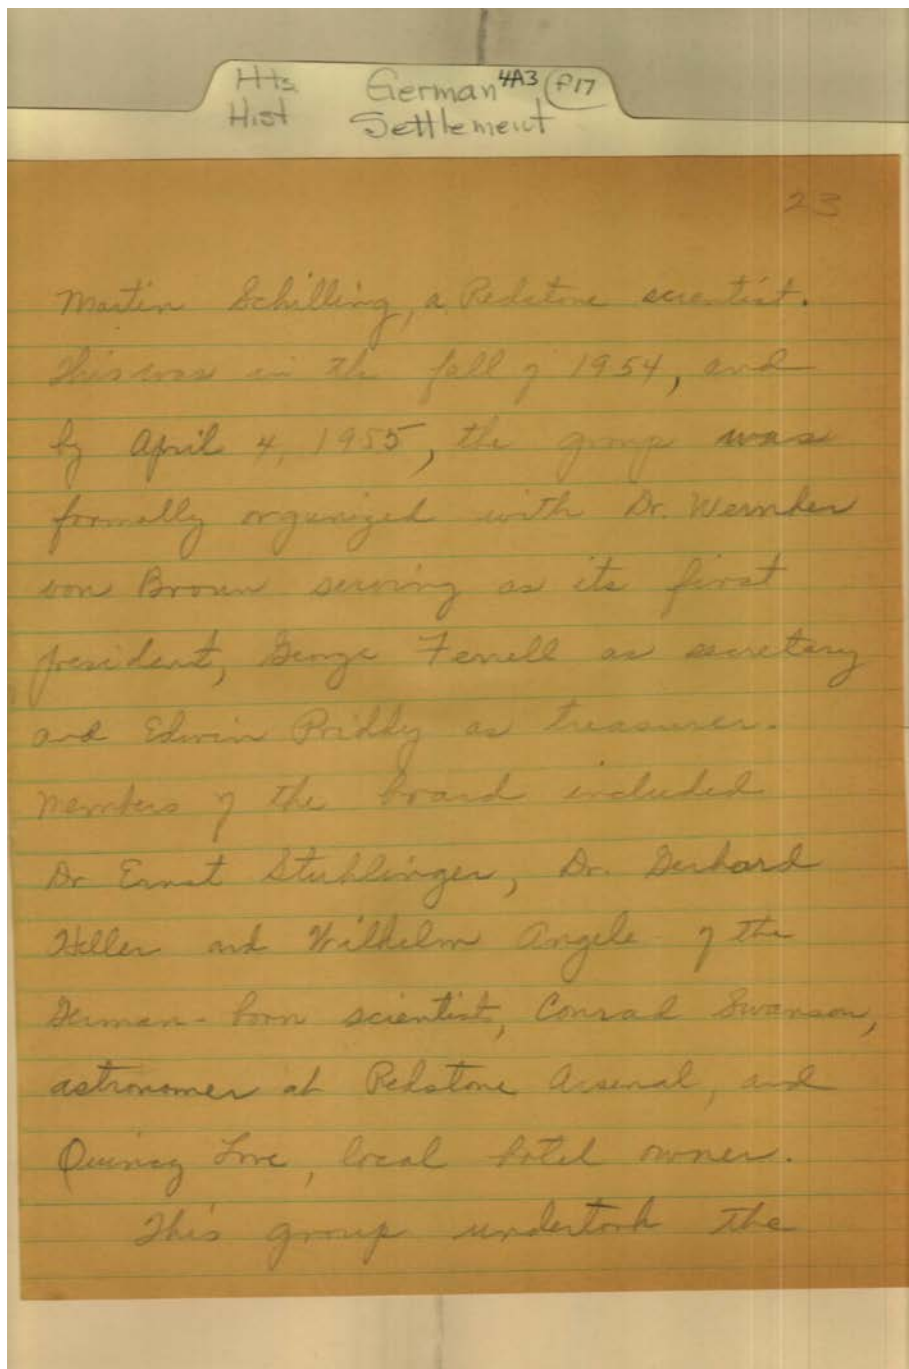 Hts German 4A3 f17
Hist Settlement
23
Martin Schilling, a Redstone scientist.
This was in the fall of 1954, and
by April 4, 1955, the group was
formally organized with Dr. Wernher
von Braun serving as its first
president, George Ferrell as secretary
and Edwin Priddy as treasurer.
Members of the board included
Dr Ernst Stuhlinger, Dr. Gerhard
Heller and Wilhelm Angele of the
German-born scientist, Conrad Swanson,
astronomer at Redstone Arsenal, and
Quincy Love, local hotel owner.
This group undertook the